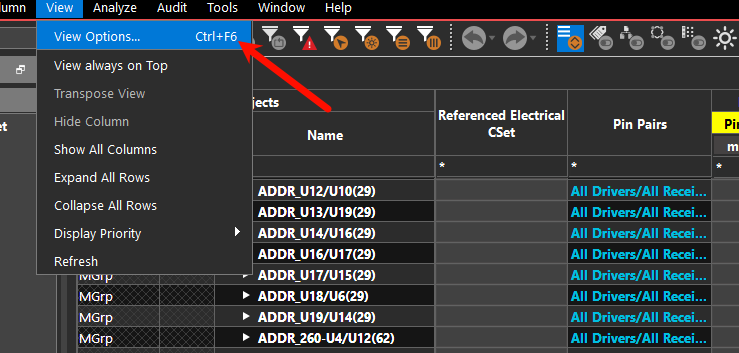 View Analyze Audit Tools Window Help
View Options... Ctrl+F6
View always on Top
Transpose View
Hide Column
Show All Columns
Expand All Rows
Collapse All Rows
Display Priority
Refresh
Name
Referenced Electrical
CSet
Pin Pairs
* * *
ADDR_U12/U10(29) All Drivers/All Recei...
ADDR_U13/U19(29) All Drivers/All Recei...
ADDR_U14/U16(29) All Drivers/All Recei...
ADDR_U16/U17(29) All Drivers/All Recei...
MGrp ADDR_U17/U15(29) All Drivers/All Recei...
MGrp ADDR_U18/U6(29) All Drivers/All Recei...
MGrp ADDR_U19/U14(29) All Drivers/All Recei...
MGrp ADDR_260-U4/U12(62) All Drivers/All Recei...